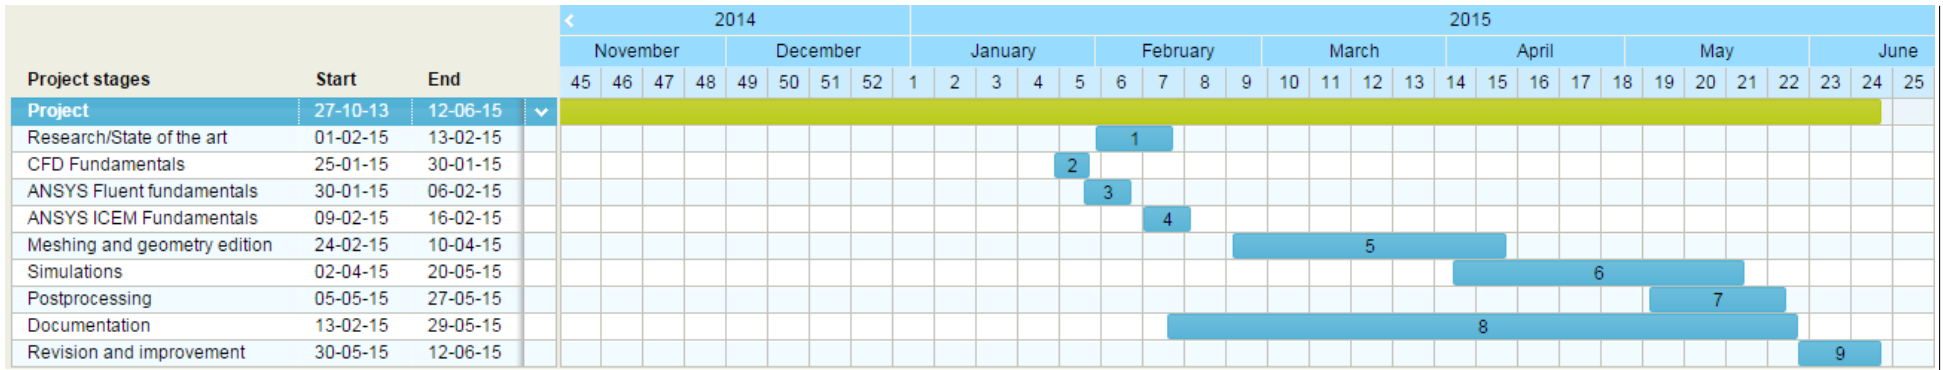 2014 2015
November December January February March April May June
Project stages Start End 45 46 47 48 49 50 51 52 1 2 3 4 5 6 7 8 9 10 11 12 13 14 15 16 17 18 19 20 21 22 23 24 25
Project 27-10-13 12-06-15
Research/State of the art 01-02-15 13-02-15 1
CFD Fundamentals 25-01-15 30-01-15 2
ANSYS Fluent fundamentals 30-01-15 06-02-15 3
ANSYS ICEM Fundamentals 09-02-15 16-02-15 4
Meshing and geometry edition 24-02-15 10-04-15 5
Simulations 02-04-15 20-05-15 6
Postprocessing 05-05-15 27-05-15 7
Documentation 13-02-15 29-05-15 8
Revision and improvement 30-05-15 12-06-15 9